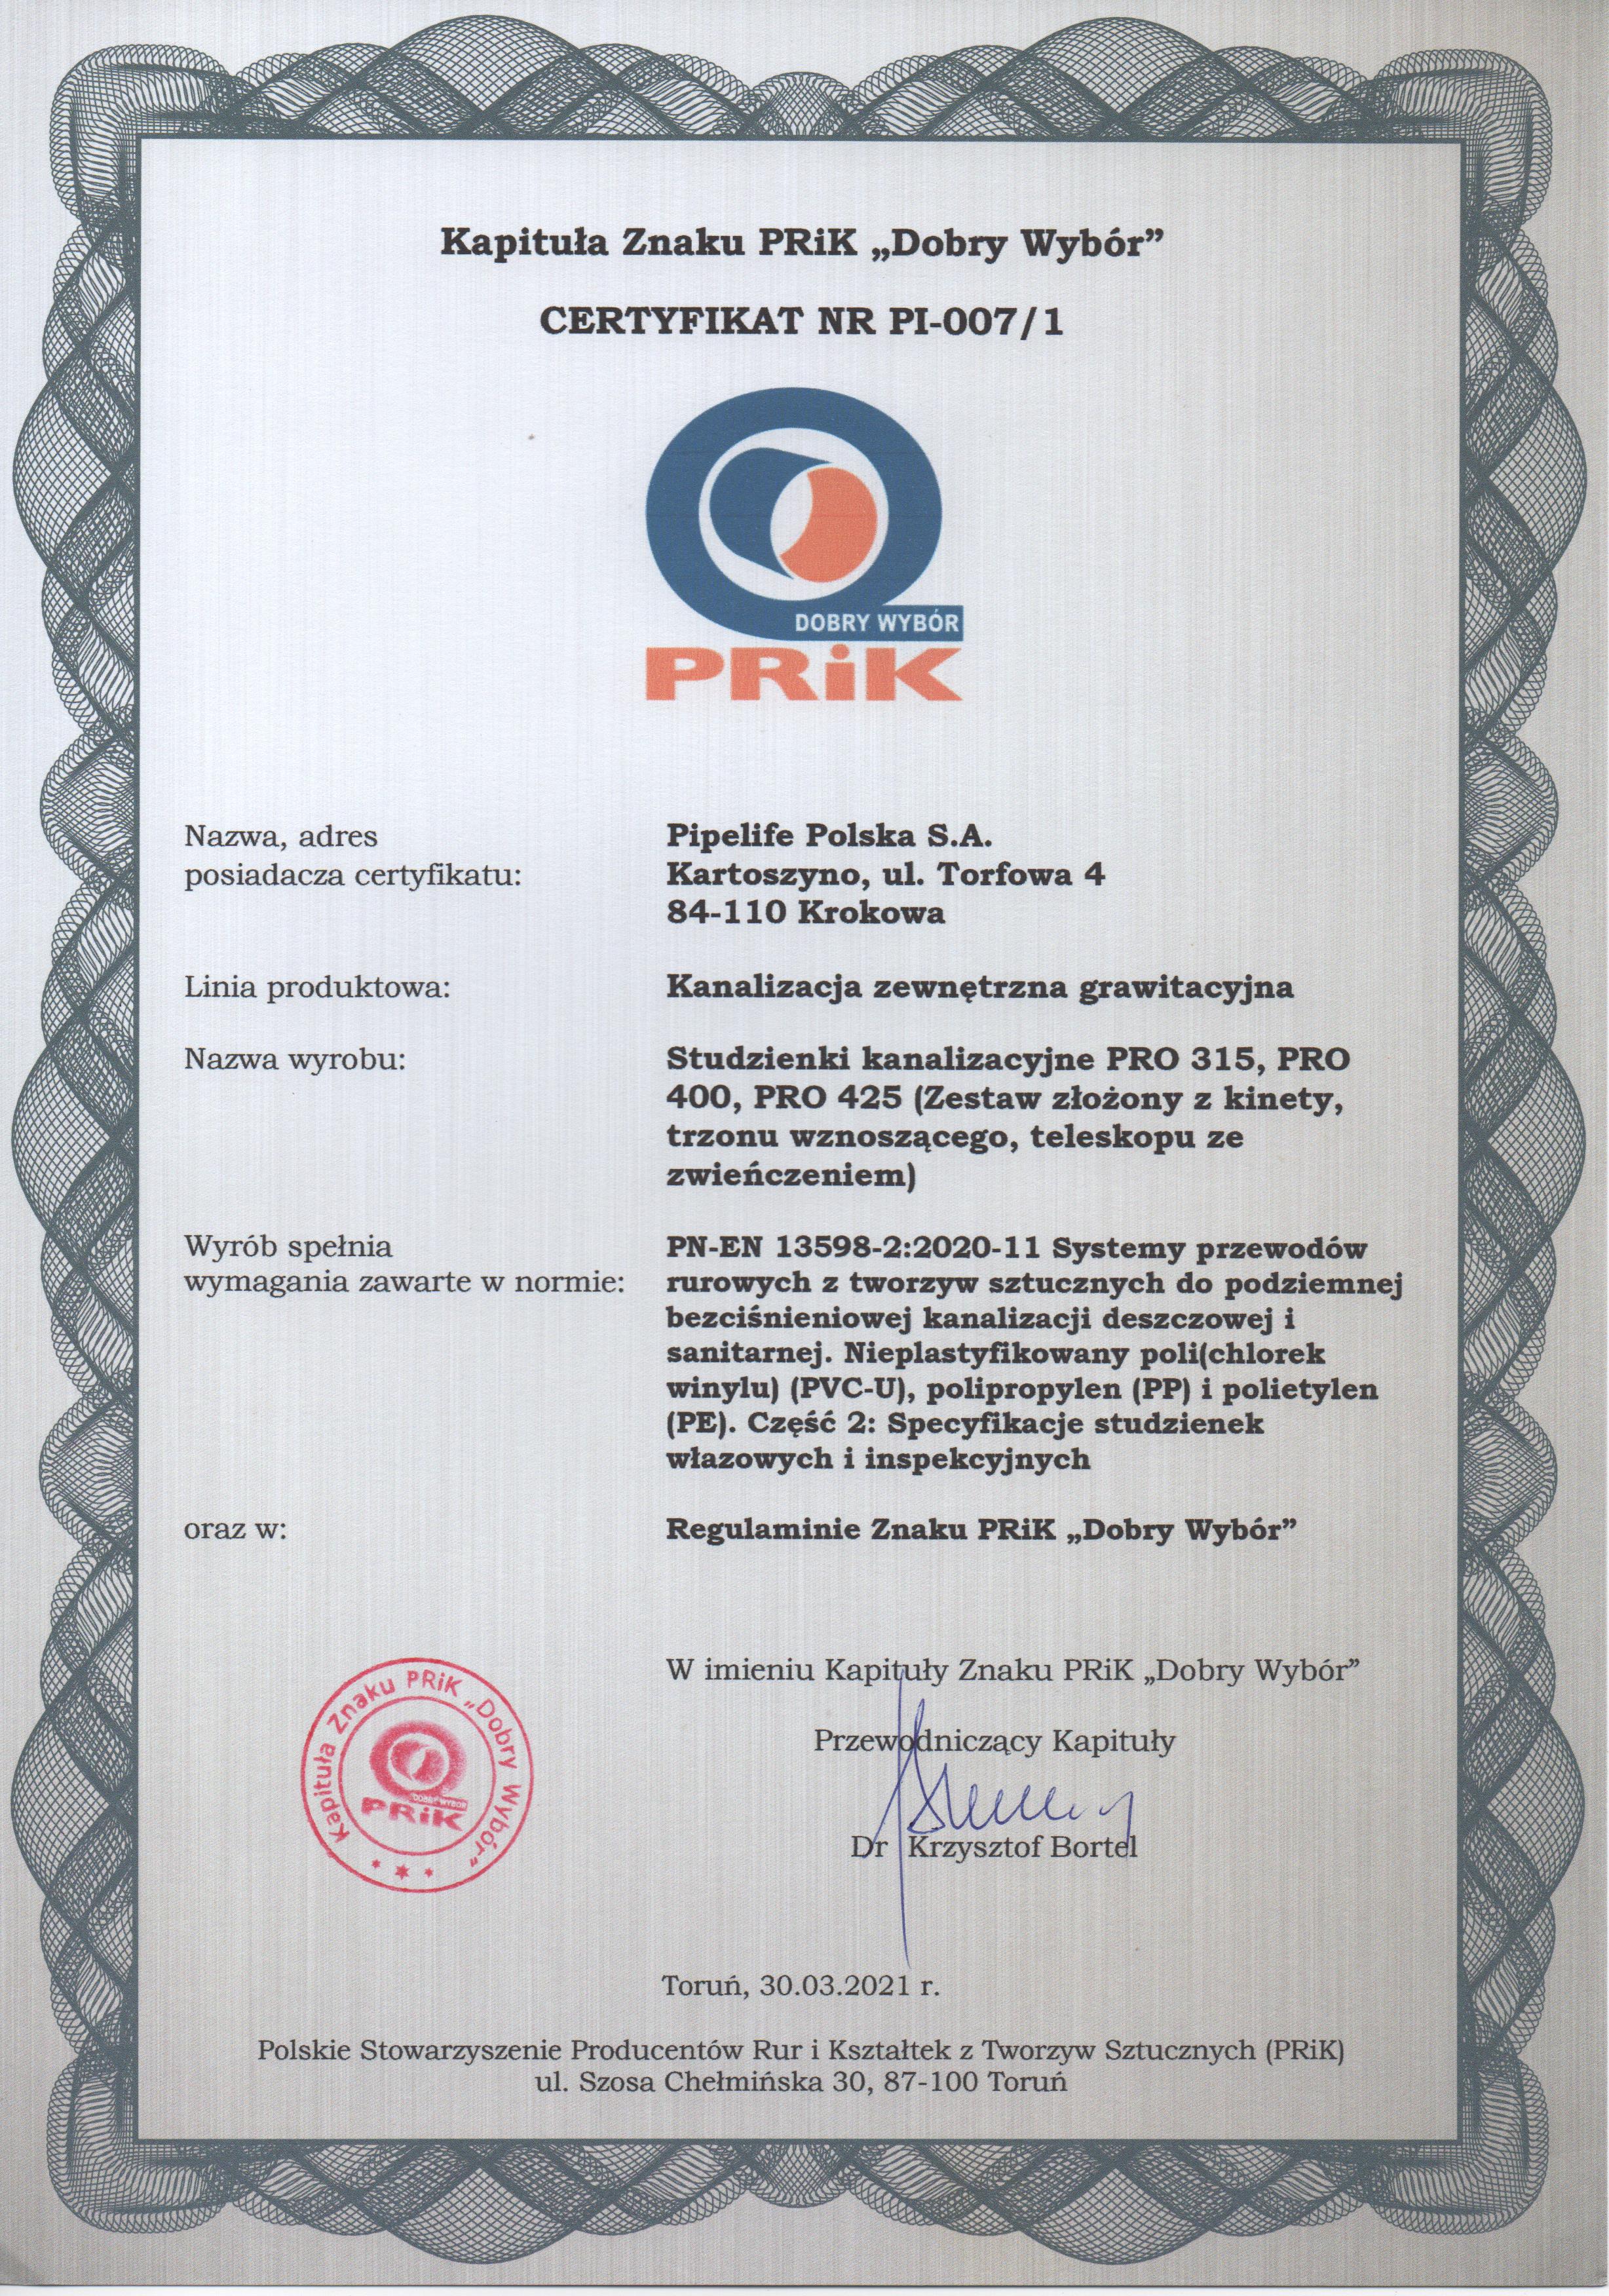 Kapituła Znaku PRiK „Dobry Wybór”
CERTYFIKAT NR PI-007/1
DOBRY WYBÓR
PRiK
Nazwa, adres
posiadacza certyfikatu:
Pipelife Polska S.A.
Kartoszyno, ul. Torfowa 4
84-110 Krokowa
Linia produktowa:
Kanalizacja zewnętrzna grawitacyjna
Nazwa wyrobu:
Studzienki kanalizacyjne PRO 315, PRO
400, PRO 425 (Zestaw złożony z kinety,
trzonu wznoszącego, teleskopu ze
zwieńczeniem)
Wyrób spełnia
wymagania zawarte w normie:
PN-EN 13598-2:2020-11 Systemy przewodów
rurowych z tworzyw sztucznych do podziemnej
bezciśnieniowej kanalizacji deszczowej i
sanitarnej. Nieplastyfikowany poli(chlorek
winylu) (PVC-U), polipropylen (PP) i polietylen
(PE). Część 2: Specyfikacje studzienek
włazowych i inspekcyjnych
oraz w:
Regulaminie Znaku PRiK „Dobry Wybór”
Kapituła Znaku PRiK „Dobry Wybór”
DOBRY WYBÓR
PRiK
W imieniu Kapituły Znaku PRiK „Dobry Wybór”
Przewodniczący Kapituły
Dr Krzysztof Bortel
Toruń, 30.03.2021 r.
Polskie Stowarzyszenie Producentów Rur i Kształtek z Tworzyw Sztucznych (PRiK)
ul. Szosa Chełmińska 30, 87-100 Toruń